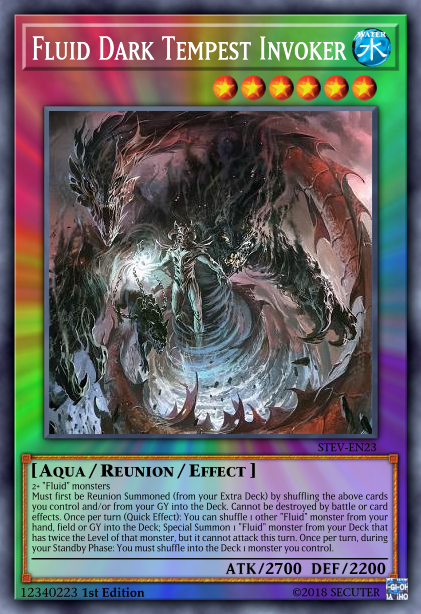 FLUID DARK TEMPEST INVOKER
WATER
水
STEV-EN23
[ AQUA / REUNION / EFFECT ]
2+ "Fluid" monsters
Must first be Reunion Summoned (from your Extra Deck) by shuffling the above cards
you control and/or from your GY into the Deck. Cannot be destroyed by battle or card
effects. Once per turn (Quick Effect): You can shuffle 1 other "Fluid" monster from your
hand, field or GY into the Deck; Special Summon 1 "Fluid" monster from your Deck that
has twice the Level of that monster, but it cannot attack this turn. Once per turn, during
your Standby Phase: You must shuffle into the Deck 1 monster you control.
ATK/2700 DEF/2200
12340223 1st Edition
©2018 SECUTER